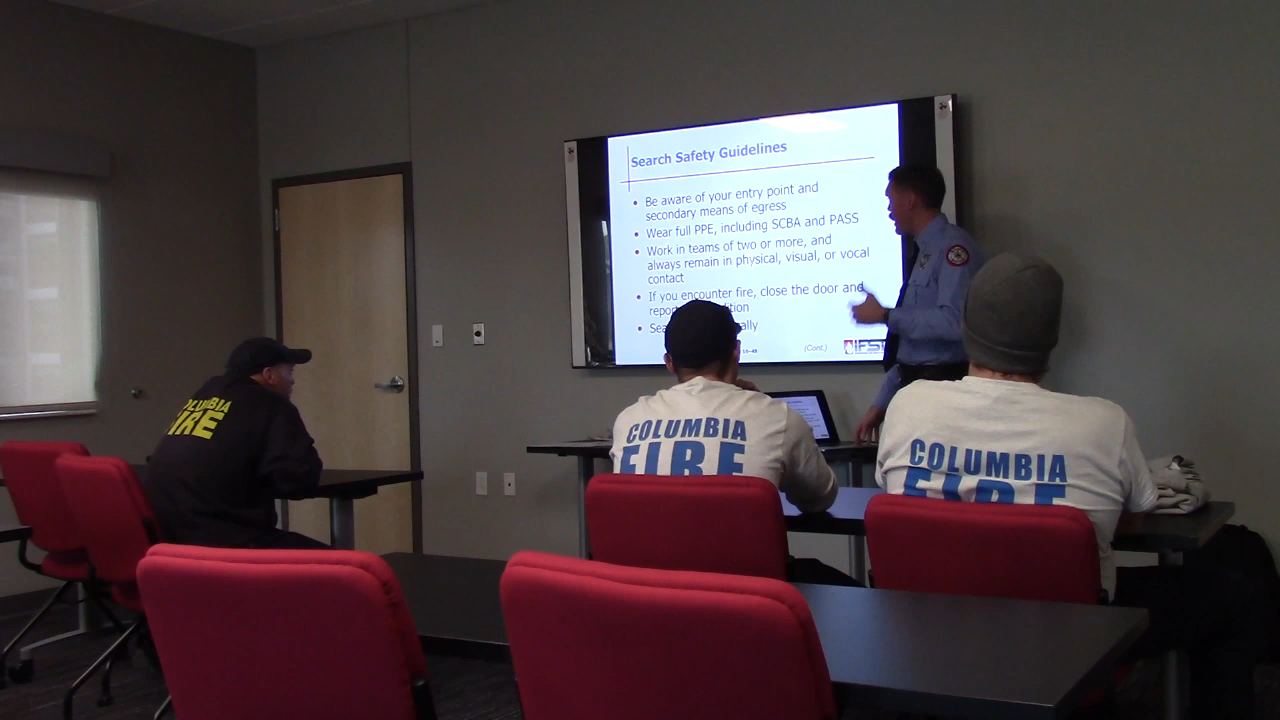 Search Safety Guidelines
• Be aware of your entry point and
secondary means of egress
• Wear full PPE, including SCBA and PASS
• Work in teams of two or more, and
always remain in physical, visual, or vocal
contact
• If you encounter fire, close the door and
(Cont.)
COLUMBIA
FIRE
COLUMBIA
FIRE
COLUMBIA
FIRE